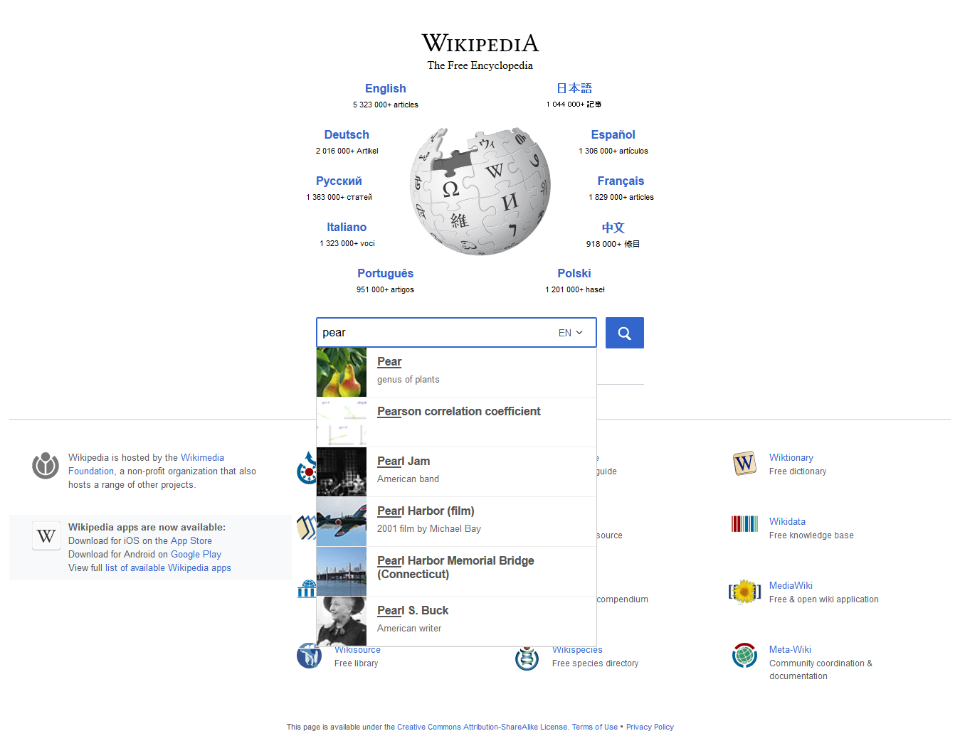 WIKIPEDIA
The Free Encyclopedia
English
5 323 000+ articles
日本語
1 044 000+ 記事
Deutsch
2 016 000+ Artikel
Español
1 306 000+ artículos
Русский
1 363 000+ статей
Français
1 829 000+ articles
Italiano
1 323 000+ voci
中文
918 000+ 條目
Português
951 000+ artigos
Polski
1 201 000+ haseł
Ω
W
И
維
ウィ
7
pear
EN
Pear
genus of plants
Pearson correlation coefficient
Pearl Jam
American band
Pearl Harbor (film)
2001 film by Michael Bay
Pearl Harbor Memorial Bridge
(Connecticut)
Pearl S. Buck
American writer
Wikipedia is hosted by the Wikimedia
Foundation, a non-profit organization that also
hosts a range of other projects.
W
Wikipedia apps are now available:
Download for iOS on the App Store
Download for Android on Google Play
View full list of available Wikipedia apps
e
guide
source
compendium
Wikisource
Free library
Wikispecies
Free species directory
W
Wiktionary
Free dictionary
Wikidata
Free knowledge base
MediaWiki
Free & open wiki application
Meta-Wiki
Community coordination &
documentation
This page is available under the Creative Commons Attribution-ShareAlike License. Terms of Use • Privacy Policy